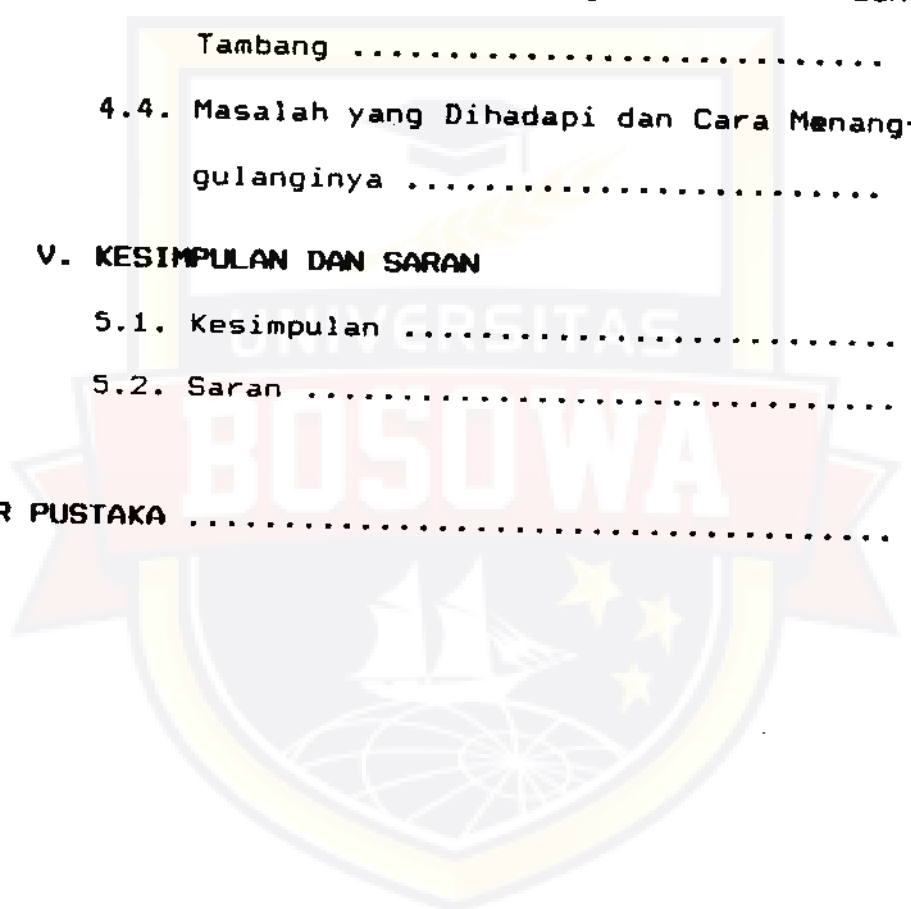 Tambang ............................
4.4. Masalah yang Dihadapi dan Cara Menang-
gulanginya .........................
V. KESIMPULAN DAN SARAN
5.1. Kesimpulan ..........................
5.2. Saran ...............................
UNIVERSITAS
BOSOWA
R PUSTAKA .....................................